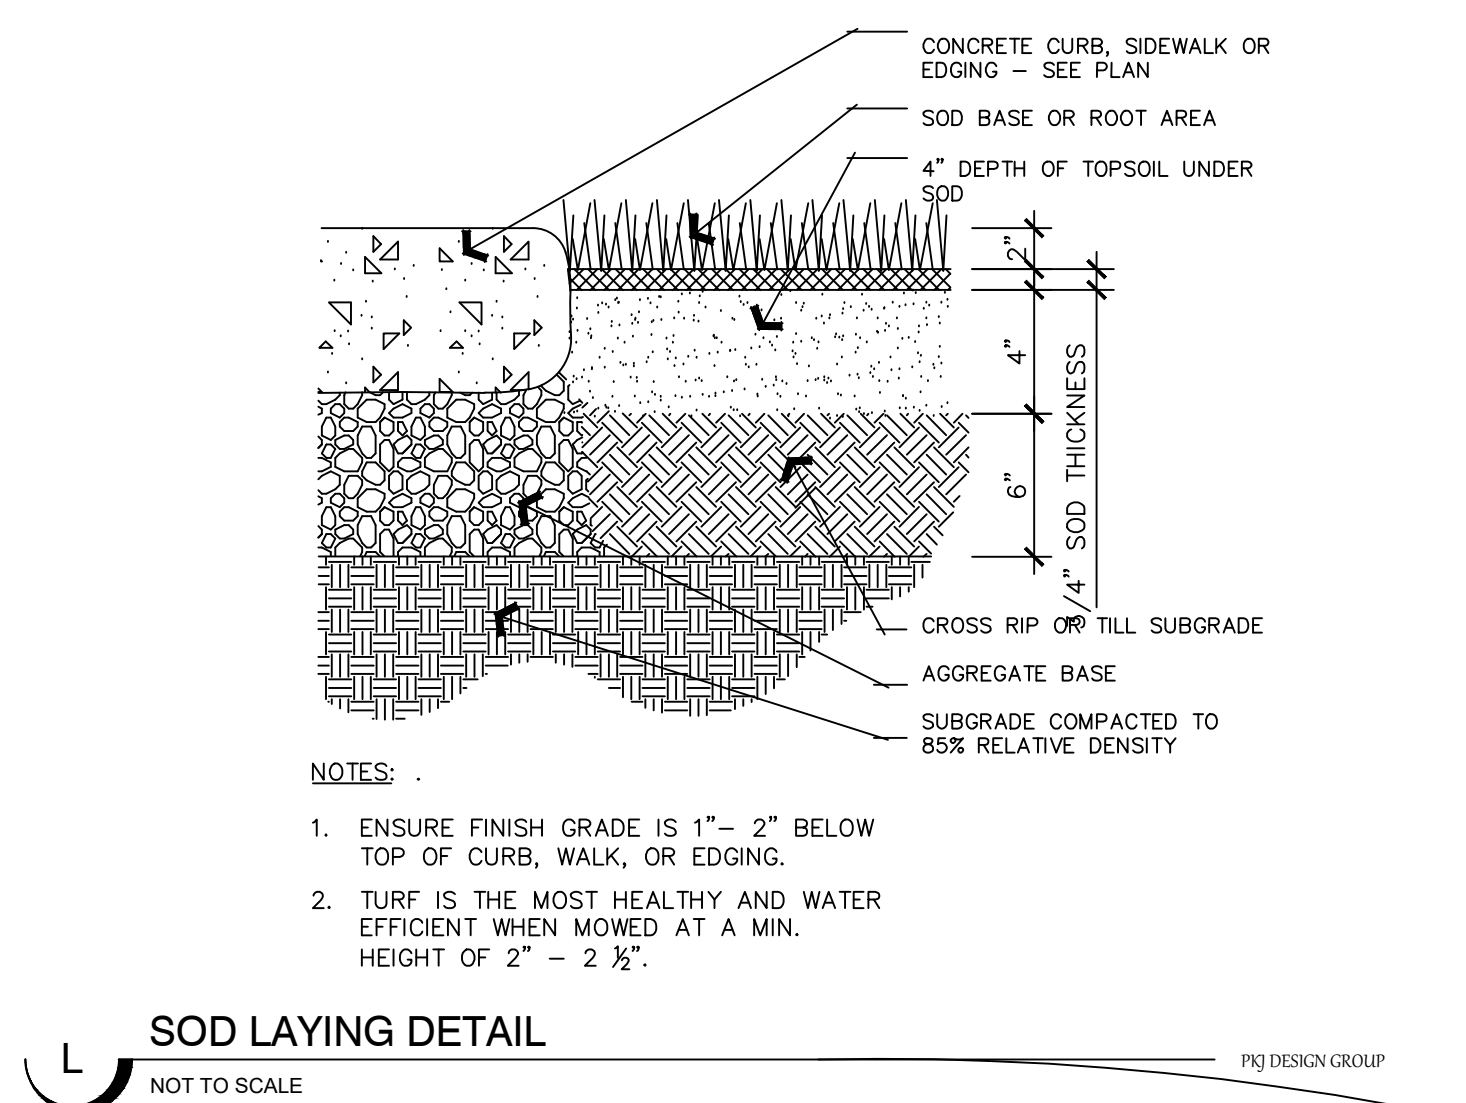 CONCRETE CURB, SIDEWALK OR
EDGING – SEE PLAN
SOD BASE OR ROOT AREA
4" DEPTH OF TOPSOIL UNDER
SOD
2"
4"
6"
3/4" SOD THICKNESS
CROSS RIP OR TILL SUBGRADE
AGGREGATE BASE
SUBGRADE COMPACTED TO
85% RELATIVE DENSITY
NOTES: .
1. ENSURE FINISH GRADE IS 1"– 2" BELOW
TOP OF CURB, WALK, OR EDGING.
2. TURF IS THE MOST HEALTHY AND WATER
EFFICIENT WHEN MOWED AT A MIN.
HEIGHT OF 2" – 2 ½".
L
SOD LAYING DETAIL
NOT TO SCALE
PKJ DESIGN GROUP